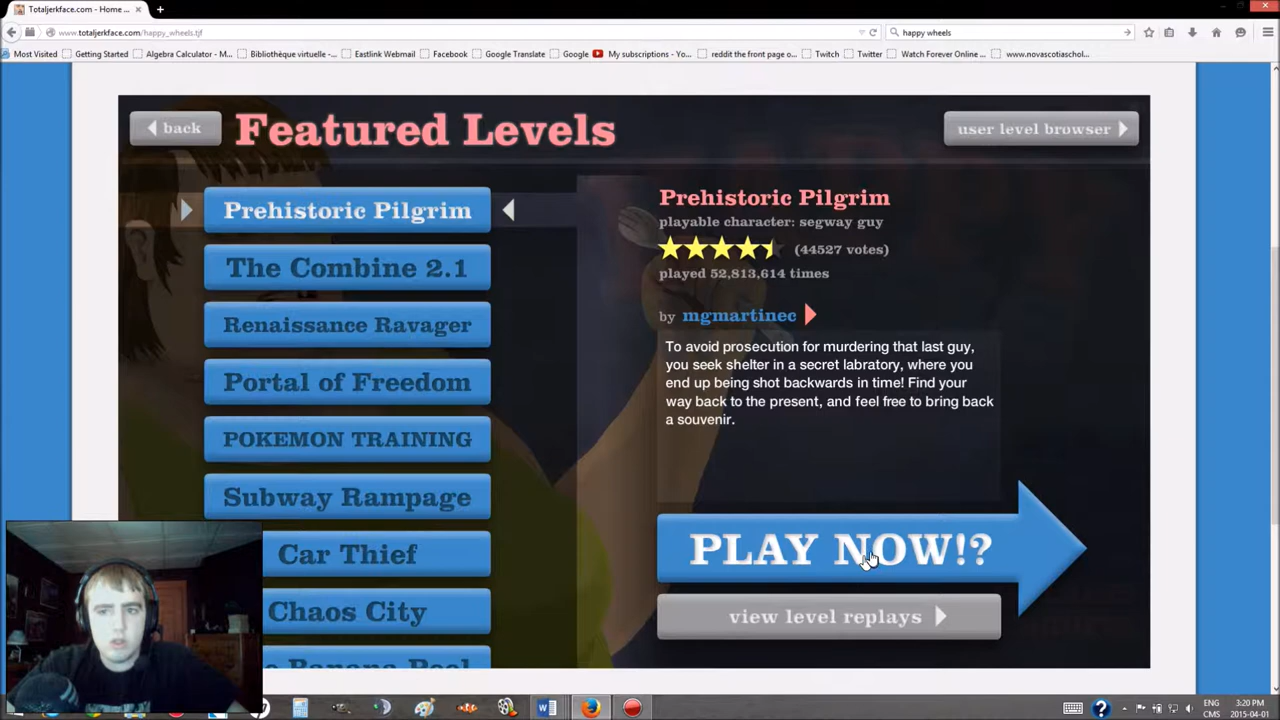 Totaljerkface.com - Home ...
www.totaljerkface.com/happy_wheels.tjf
happy wheels
Most Visited
Getting Started
Algebra Calculator - M...
Bibliothèque virtuelle -...
Eastlink Webmail
Facebook
Google Translate
Google
My subscriptions - Yo...
reddit the front page o...
Twitch
Twitter
Watch Forever Online...
www.novascotiaschol...
back
Featured Levels
user level browser
Prehistoric Pilgrim
The Combine 2.1
Renaissance Ravager
Portal of Freedom
POKEMON TRAINING
Subway Rampage
Car Thief
Chaos City
Banana Peel
Prehistoric Pilgrim
playable character: segway guy
(44527 votes)
played 52,813,614 times
by mgmartinec
To avoid prosecution for murdering that last guy,
you seek shelter in a secret labratory, where you
end up being shot backwards in time! Find your
way back to the present, and feel free to bring back
a souvenir.
PLAY NOW!?
view level replays
ENG
CMS
3:20 PM
2015-04-01